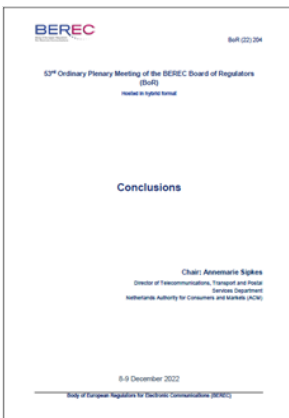 BEREC
BoR (22) 204
53rd Ordinary Plenary Meeting of the BEREC Board of Regulators
(BoR)
Hosted in hybrid format
Conclusions
Chair: Annemarie Sipkes
Director of Telecommunications, Transport and Postal
Services Department
Netherlands Authority for Consumers and Markets (ACM)
8-9 December 2022
Body of European Regulators for Electronic Communications (BEREC)